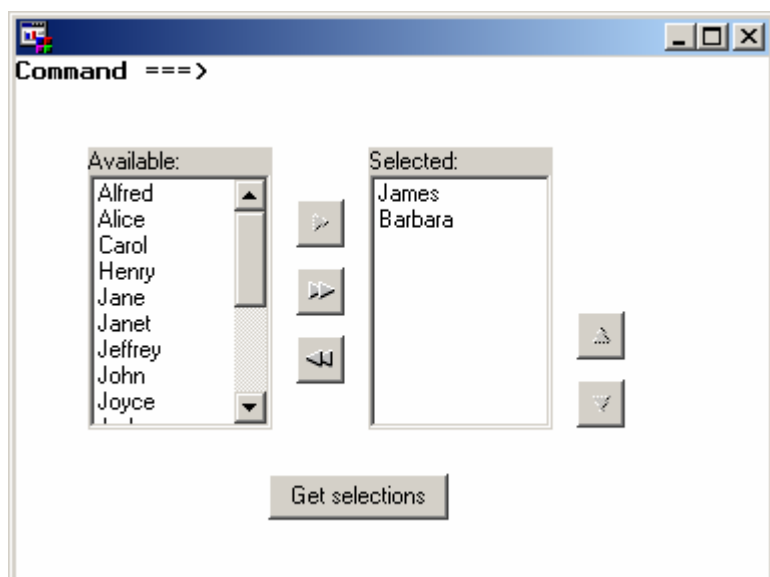 Command ===>
Available:
Alfred
Alice
Carol
Henry
Jane
Janet
Jeffrey
John
Joyce
Selected:
James
Barbara
Get selections